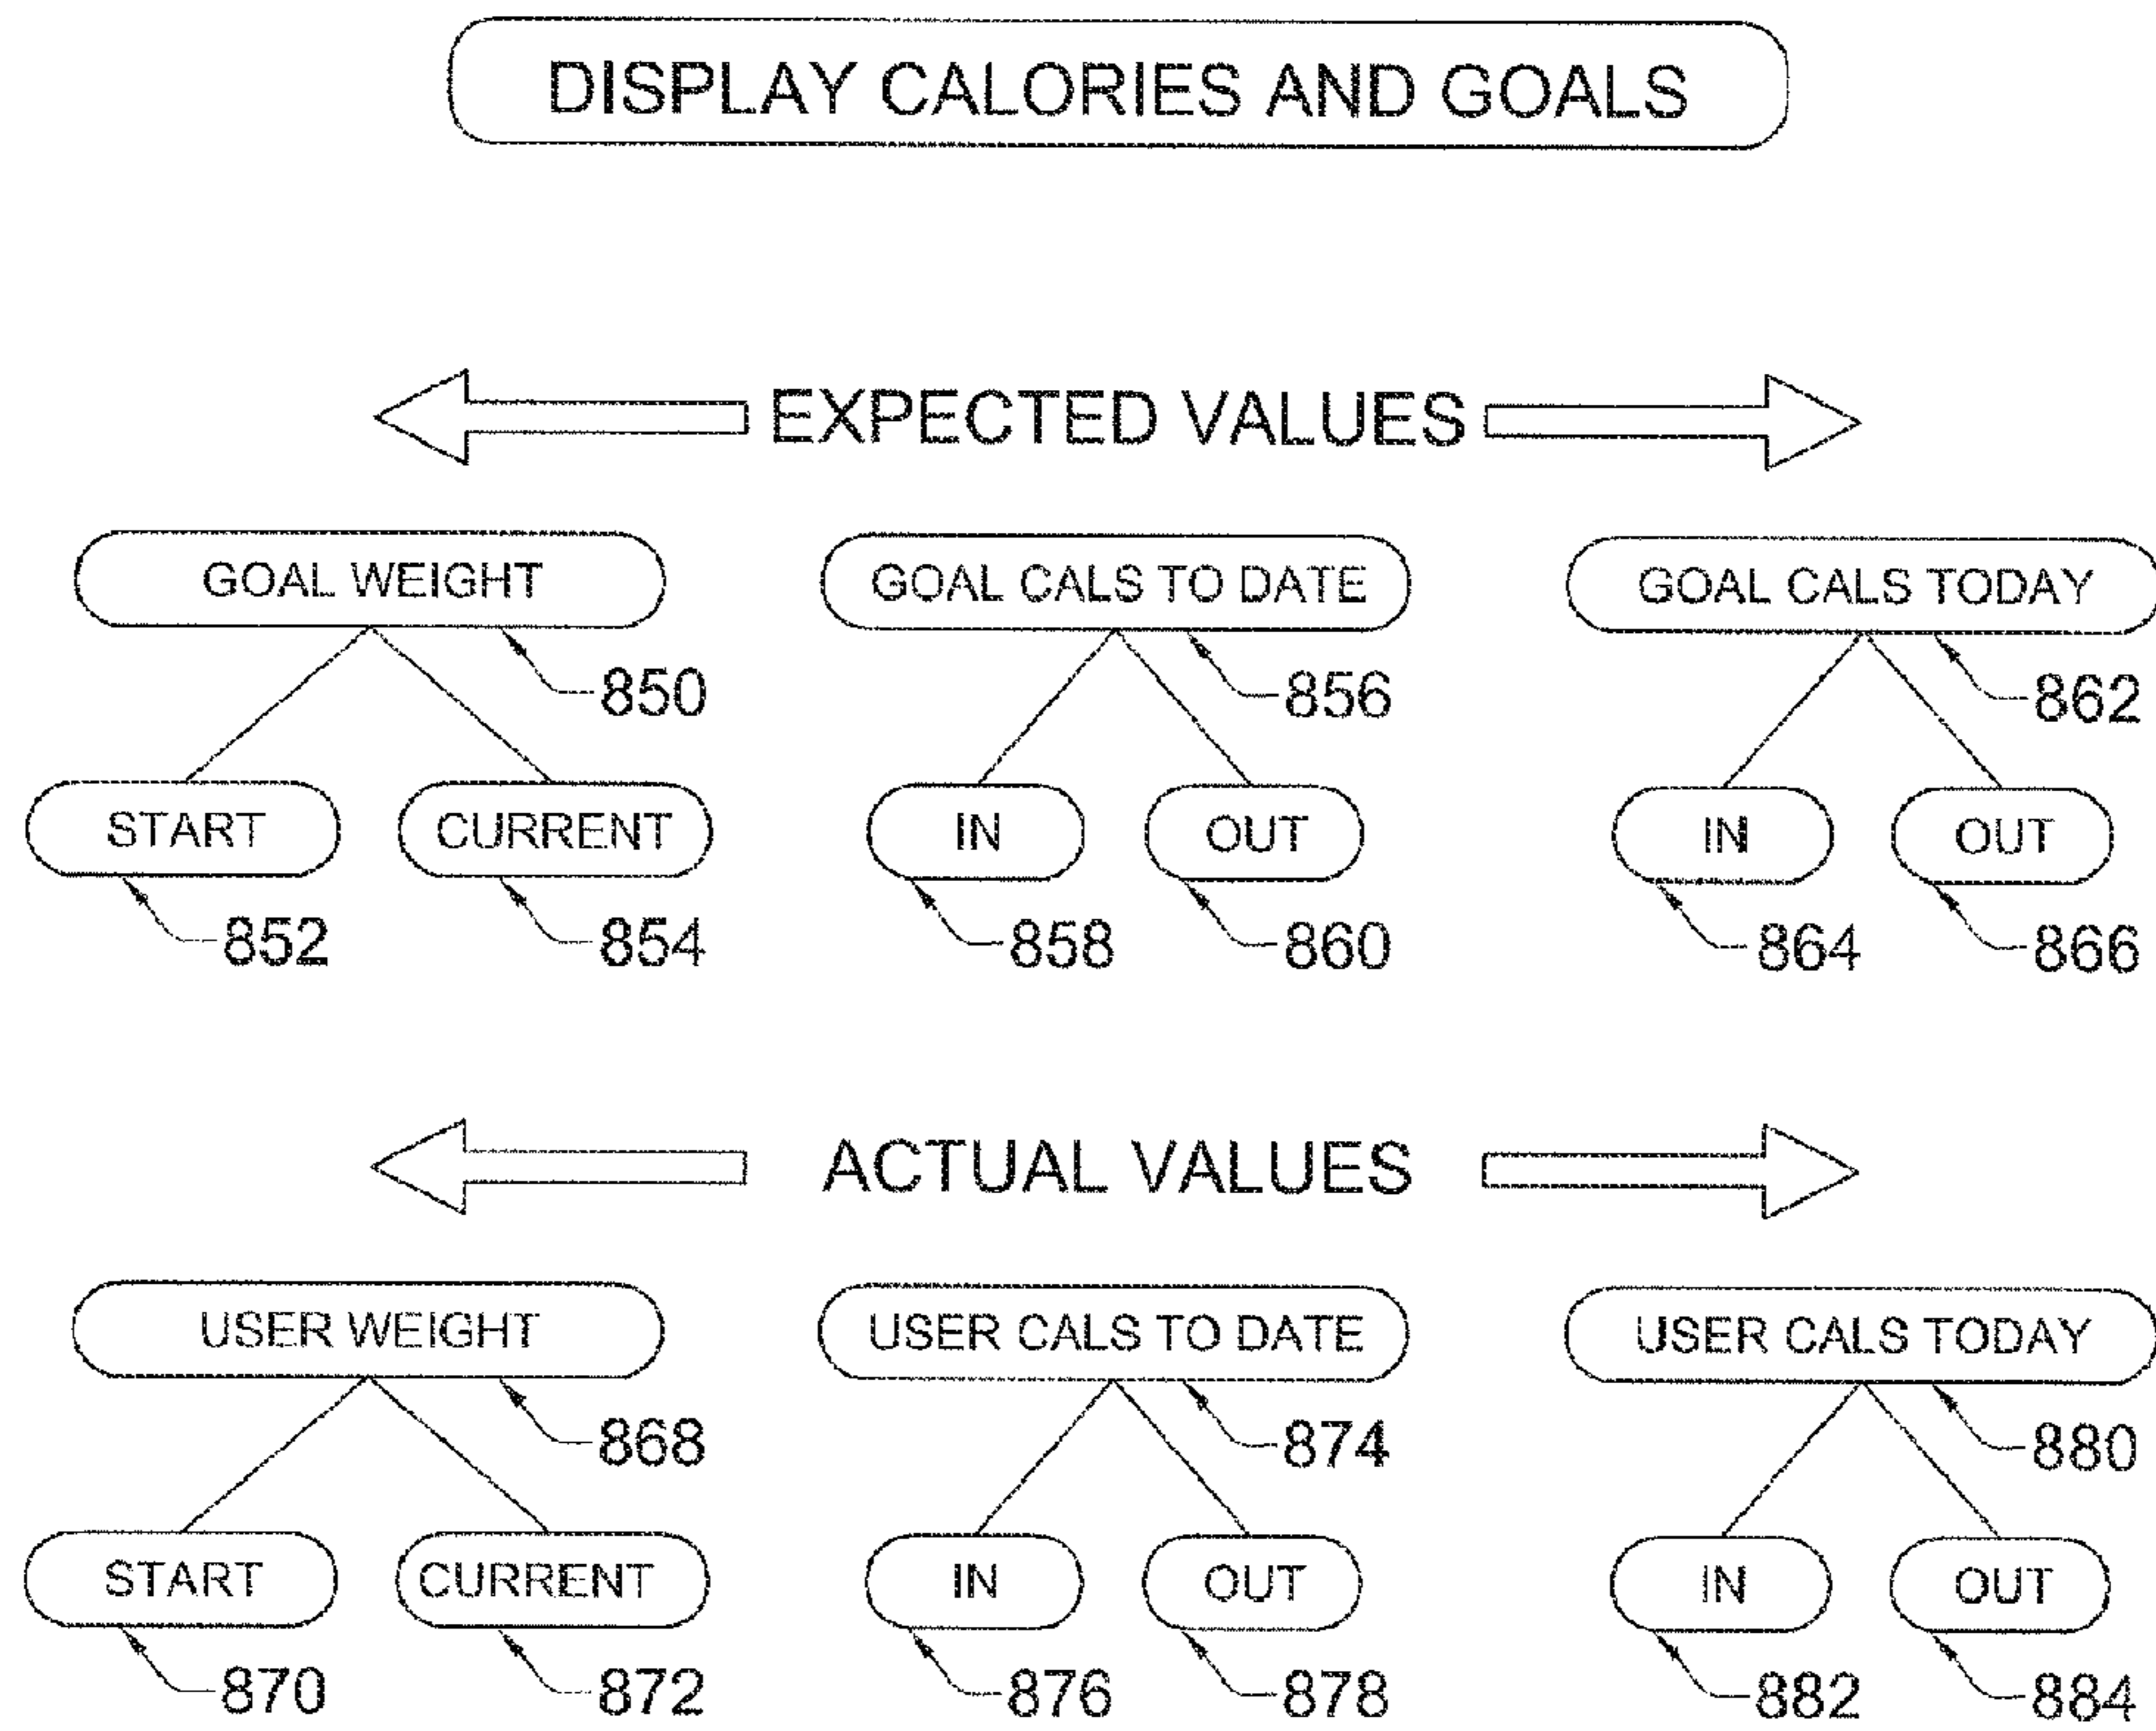 DISPLAY CALORIES AND GOALS
EXPECTED VALUES
GOAL WEIGHT
GOAL CALS TO DATE
GOAL CALS TODAY
850
856
862
START
CURRENT
IN
OUT
IN
OUT
852
854
858
860
864
866
ACTUAL VALUES
USER WEIGHT
USER CALS TO DATE
USER CALS TODAY
868
874
880
START
CURRENT
IN
OUT
IN
OUT
870
872
876
878
882
884